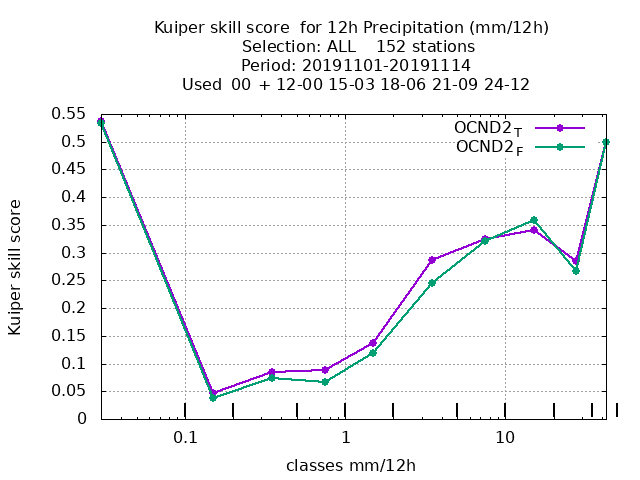 Kuiper skill score  for 12h Precipitation (mm/12h)
Selection: ALL    152 stations
Period: 20191101-20191114
Used  00 + 12-00 15-03 18-06 21-09 24-12
OCND2T
OCND2F
Kuiper skill score
0.55
0.5
0.45
0.4
0.35
0.3
0.25
0.2
0.15
0.1
0.05
0
0.1 1 10
classes mm/12h